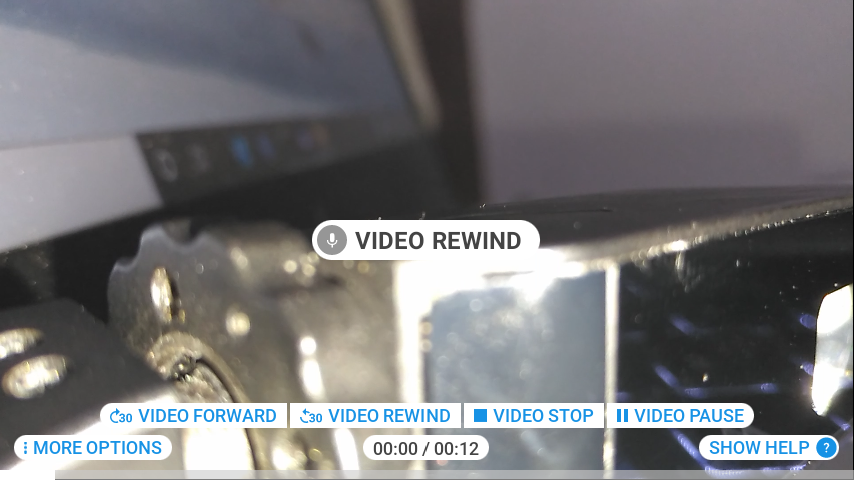 VIDEO REWIND
30 VIDEO FORWARD
30 VIDEO REWIND
VIDEO STOP
VIDEO PAUSE
MORE OPTIONS
00:00 / 00:12
SHOW HELP ?